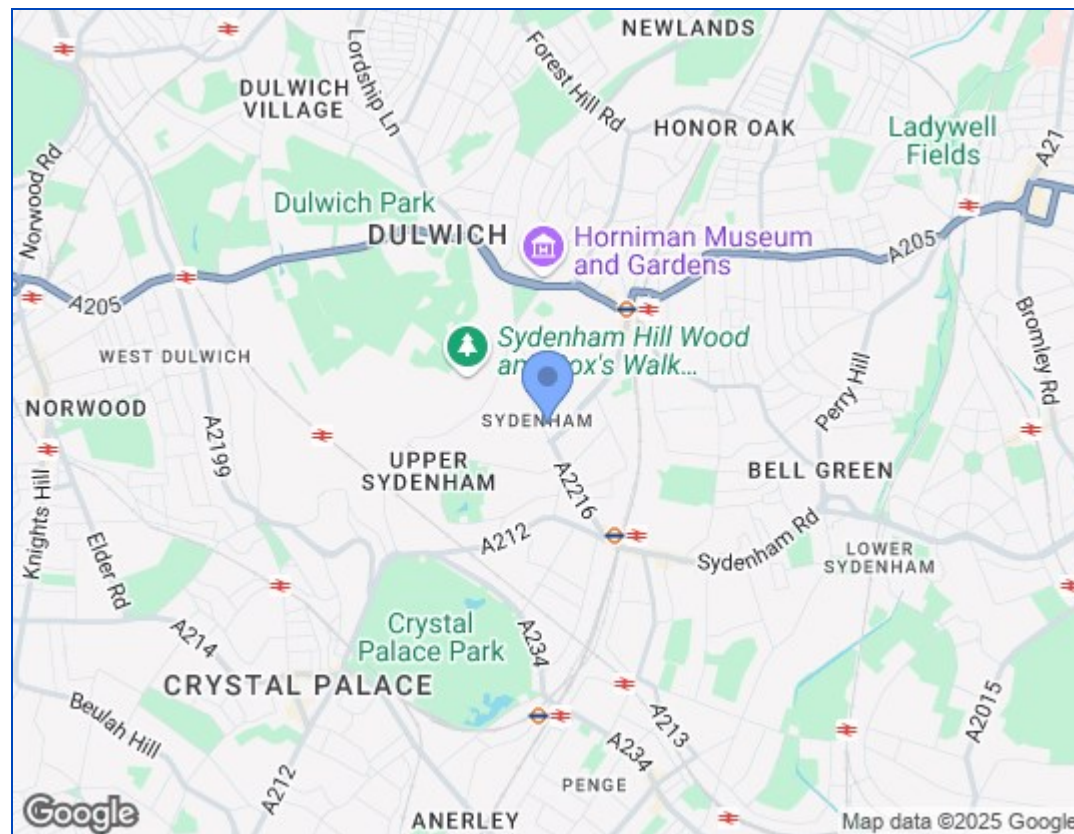 NEWLANDS
Lordship Ln
Forest Hill Rd
DULWICH
VILLAGE
HONOR OAK
Ladywell
Fields
A21
Norwood Rd
Dulwich Park
DULWICH
Horniman Museum
and Gardens
A205
A205
Sydenham Hill Wood
WEST DULWICH
Walk...
Bromley Rd
Perry Hill
NORWOOD
SYDENHAM
A2199
UPPER
SYDENHAM
BELL GREEN
A2216
Knights Hill
A212
Sydenham Rd
LOWER
SYDENHAM
Elder Rd
A214
Crystal
Palace Park
A234
CRYSTAL PALACE
A2015
Beulah Hill
A213
A234
A212
PENGE
ANERLEY
Google
Map data ©2025 Google